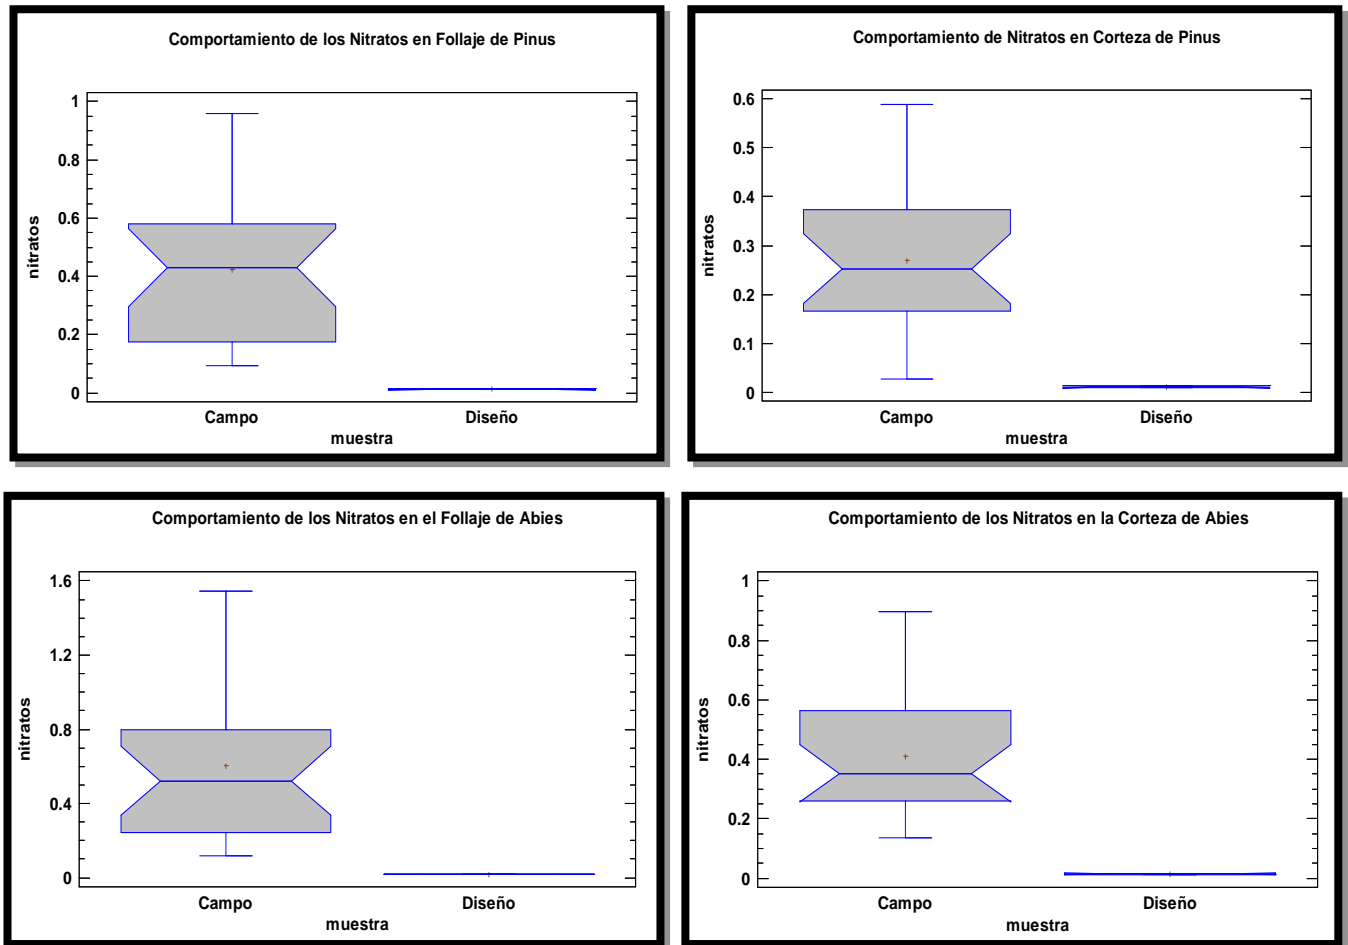 Comportamiento de los Nitratos en Follaje de Pinus
1
0.8
0.6
0.4
0.2
0
nitratos
Campo
Diseño
muestra
Comportamiento de Nitratos en Corteza de Pinus
0.6
0.5
0.4
0.3
0.2
0.1
0
nitratos
Campo
Diseño
muestra
Comportamiento de los Nitratos en el Follaje de Abies
1.6
1.2
0.8
0.4
0
nitratos
Campo
Diseño
muestra
Comportamiento de los Nitratos en la Corteza de Abies
1
0.8
0.6
0.4
0.2
0
nitratos
Campo
Diseño
muestra